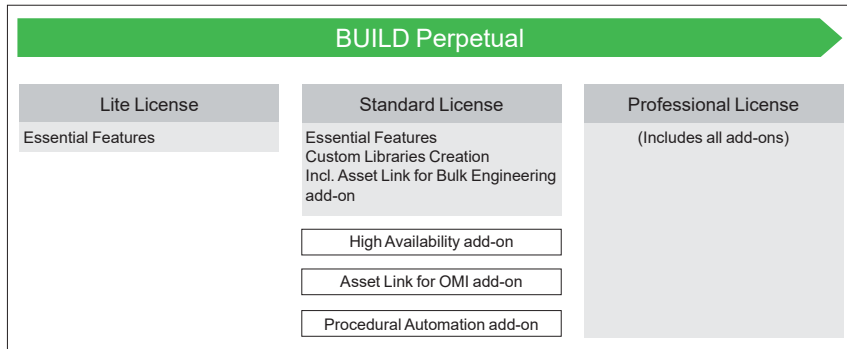 BUILD Perpetual
Lite License
Essential Features
Standard License
Essential Features
Custom Libraries Creation
Incl. Asset Link for Bulk Engineering
add-on
High Availability add-on
Asset Link for OMI add-on
Procedural Automation add-on
Professional License
(Includes all add-ons)